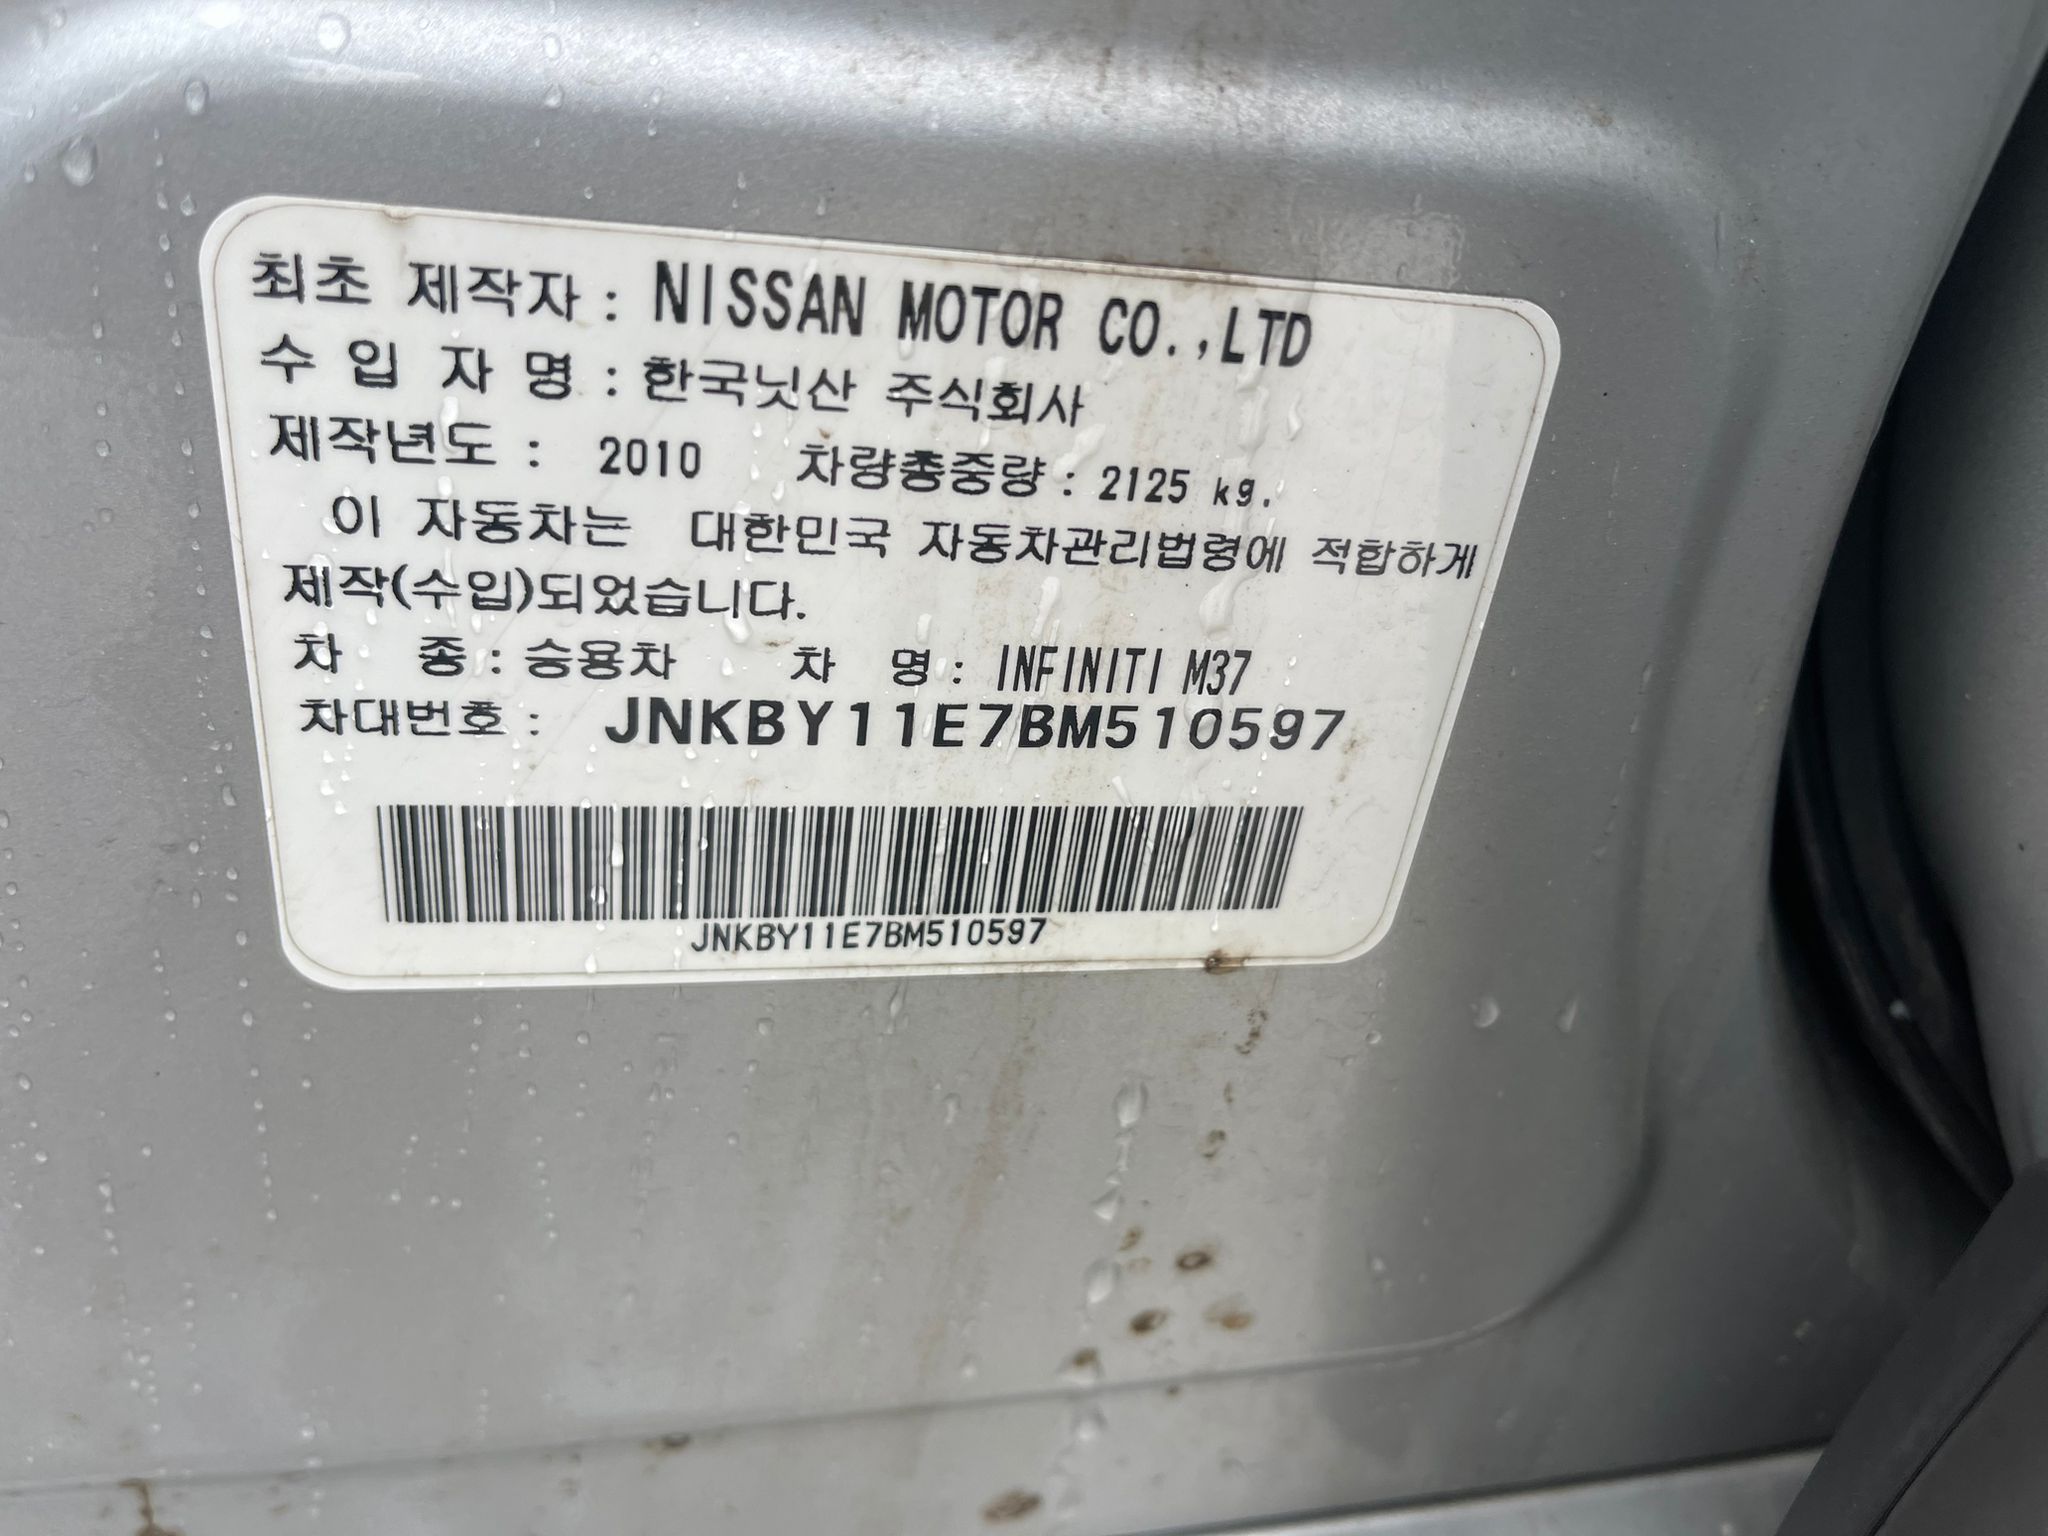 최초 제작자 : NISSAN MOTOR CO.,LTD
수 입 자 명 : 한국닛산 주식회사
제작년도 : 2010 차량총중량 : 2125 kg.
이 자동차는 대한민국 자동차관리법령에 적합하게
제작(수입)되었습니다.
차 종 : 승용차 차 명 : INFINITI M37
차대번호 : JNKBY11E7BM510597
JNKBY11E7BM510597